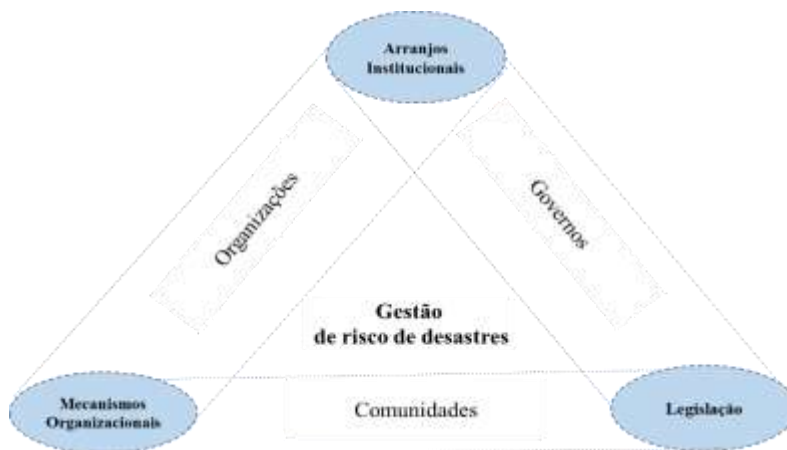 Arranjos
Institucionais
Organizações
Governos
Gestão
de risco de desastres
Mecanismos
Organizacionais
Comunidades
Legislação